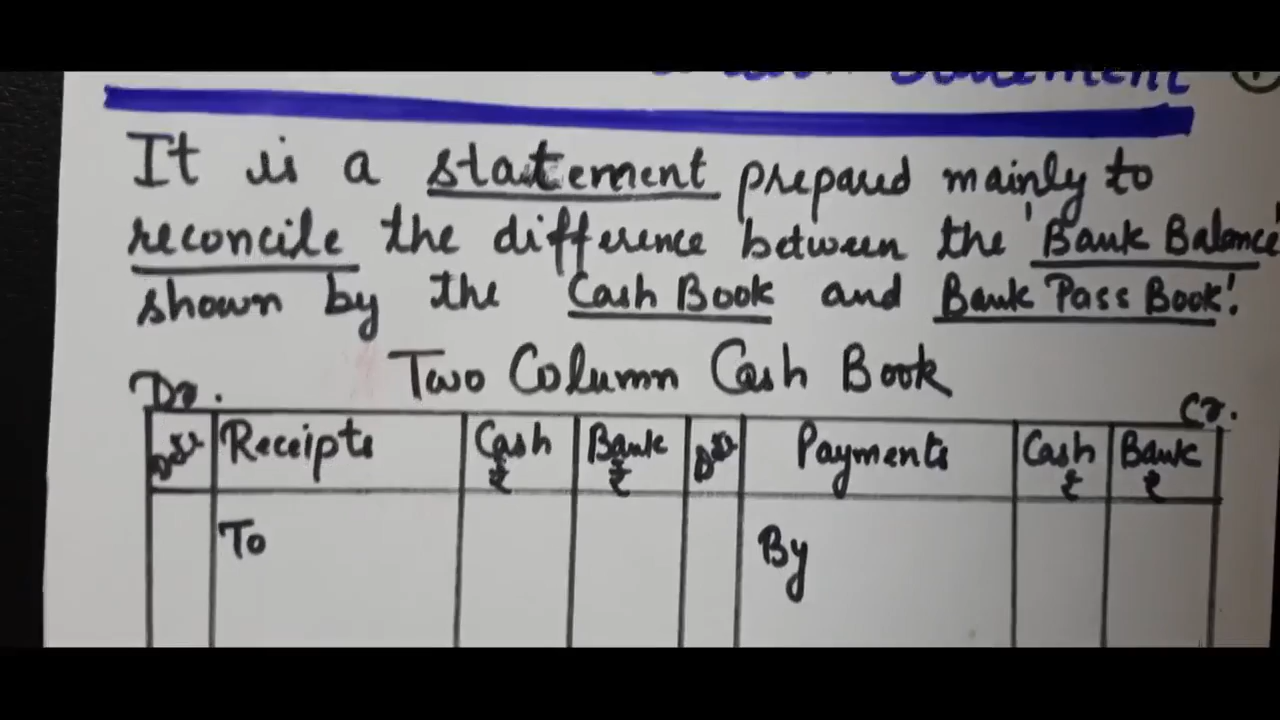 Statement
It is a statement prepared mainly to
reconcile the difference between the 'Bank Balance'
shown by the Cash Book and Bank Pass Book'.
Two Column Cash Book
Dr. Cr.
Receipts Cash ₹ Bank ₹ Payments Cash ₹ Bank ₹
To By